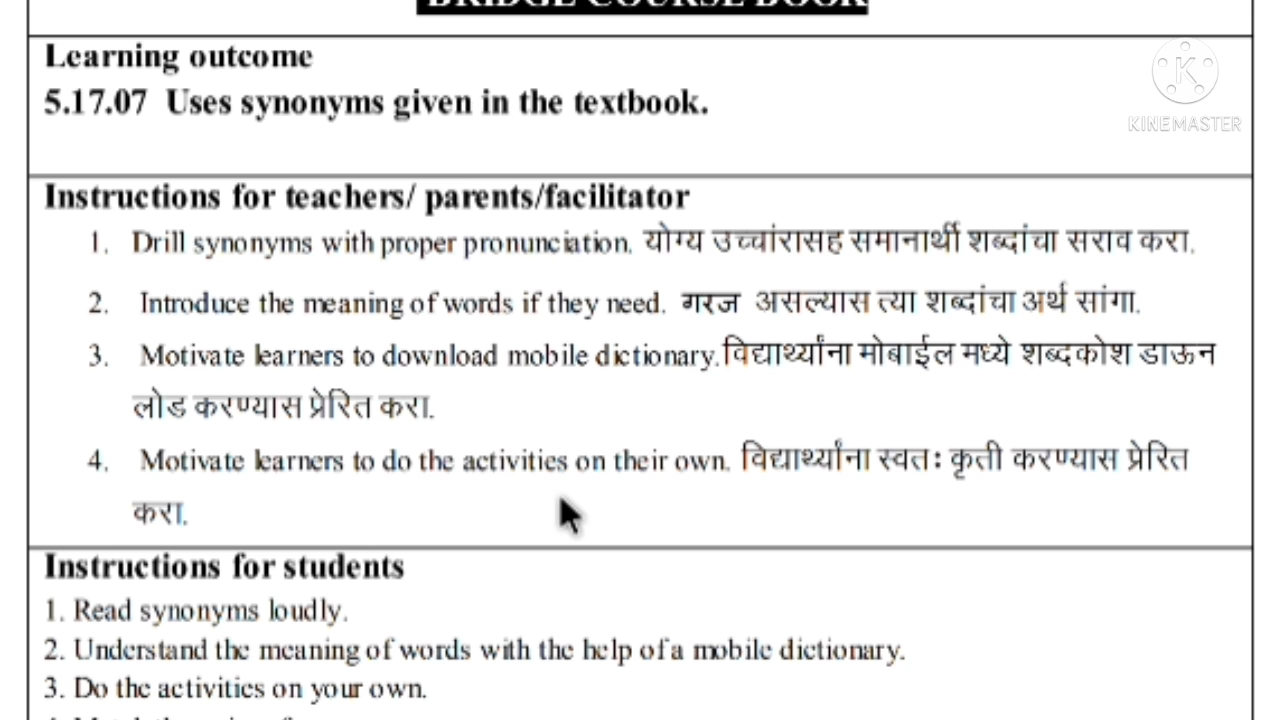 BRIDGE COURSE BOOK
Learning outcome
5.17.07 Uses synonyms given in the textbook.
K
KINEMASTER
Instructions for teachers/ parents/facilitator
1. Drill synonyms with proper pronunciation. योग्य उच्चांरासह समानार्थी शब्दांचा सराव करा.
2. Introduce the meaning of words if they need. गरज असल्यास त्या शब्दांचा अर्थ सांगा.
3. Motivate learners to download mobile dictionary.विद्यार्थ्यांना मोबाईल मध्ये शब्दकोश डाऊन
लोड करण्यास प्रेरित करा.
4. Motivate learners to do the activities on their own. विद्यार्थ्यांना स्वतः कृती करण्यास प्रेरित
करा.
Instructions for students
1. Read synonyms loudly.
2. Understand the meaning of words with the help of a mobile dictionary.
3. Do the activities on your own.